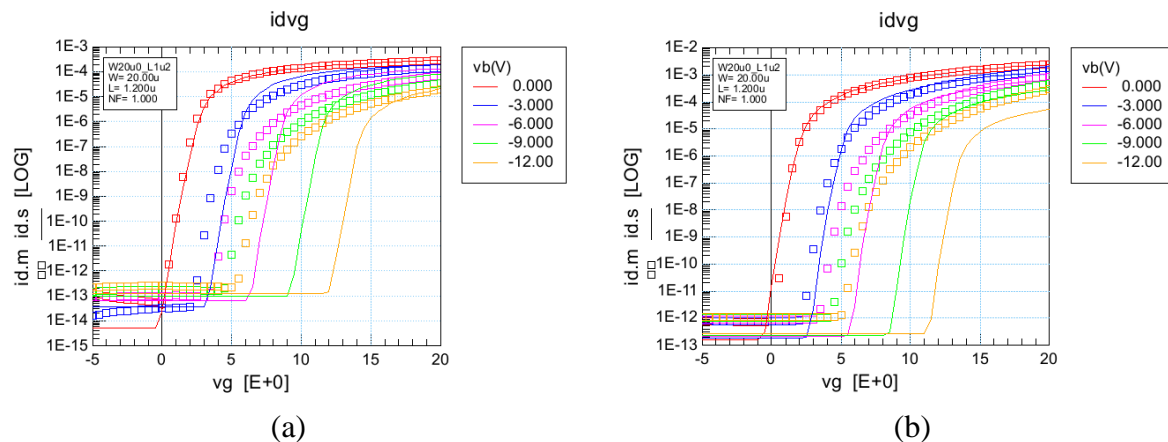 idvg
1E-3
1E-4
1E-5
1E-6
1E-7
1E-8
1E-9
1E-10
1E-11
1E-12
1E-13
1E-14
1E-15
id.m id.s [LOG]
W20u0_L1u2
W= 20.00u
L= 1.200u
NF= 1.000
-5 0 5 10 15 20
vg [E+0]
vb(V)
0.000
-3.000
-6.000
-9.000
-12.00
(a)
idvg
1E-2
1E-3
1E-4
1E-5
1E-6
1E-7
1E-8
1E-9
1E-10
1E-11
1E-12
1E-13
id.m id.s [LOG]
W20u0_L1u2
W= 20.00u
L= 1.200u
NF= 1.000
-5 0 5 10 15 20
vg [E+0]
vb(V)
0.000
-3.000
-6.000
-9.000
-12.00
(b)